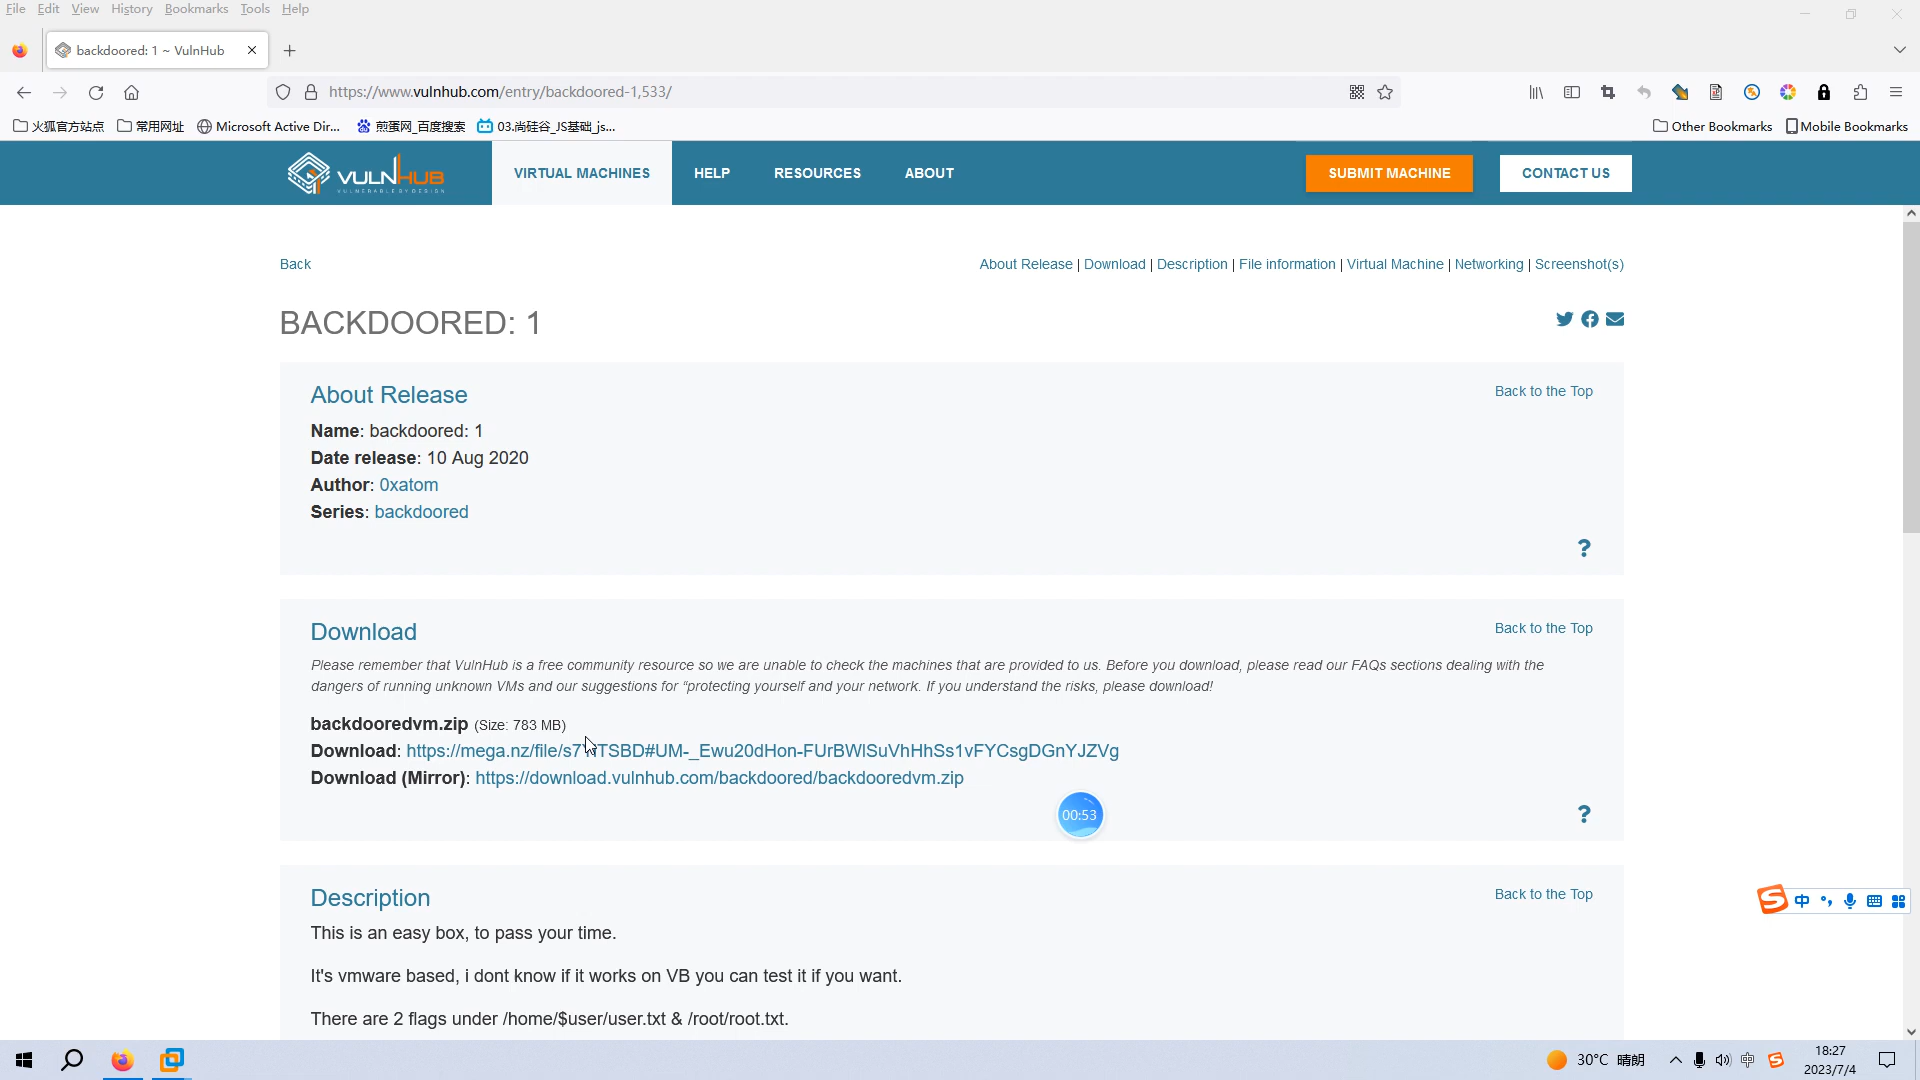 File Edit View History Bookmarks Tools Help
backdoored: 1 ~ VulnHub
https://www.vulnhub.com/entry/backdoored-1,533/
火狐官方站点 常用网址 Microsoft Active Dir... 煎蛋网_百度搜索 03.尚硅谷_JS基础_js... Other Bookmarks Mobile Bookmarks
VULNHUB VIRTUAL MACHINES HELP RESOURCES ABOUT SUBMIT MACHINE CONTACT US
VULNERABLE BY DESIGN
Back About Release | Download | Description | File information | Virtual Machine | Networking | Screenshot(s)
BACKDOORED: 1
About Release Back to the Top
Name: backdoored: 1
Date release: 10 Aug 2020
Author: 0xatom
Series: backdoored
?
Download Back to the Top
Please remember that VulnHub is a free community resource so we are unable to check the machines that are provided to us. Before you download, please read our FAQs sections dealing with the
dangers of running unknown VMs and our suggestions for “protecting yourself and your network. If you understand the risks, please download!
backdooredvm.zip (Size: 783 MB)
Download:
Download (Mirror): https://download.vulnhub.com/backdoored/backdooredvm.zip
00:53
?
Description Back to the Top
This is an easy box, to pass your time.
It's vmware based, i dont know if it works on VB you can test it if you want.
There are 2 flags under /home/$user/user.txt & /root/root.txt.
中
30°C 晴朗 中 18:27
2023/7/4